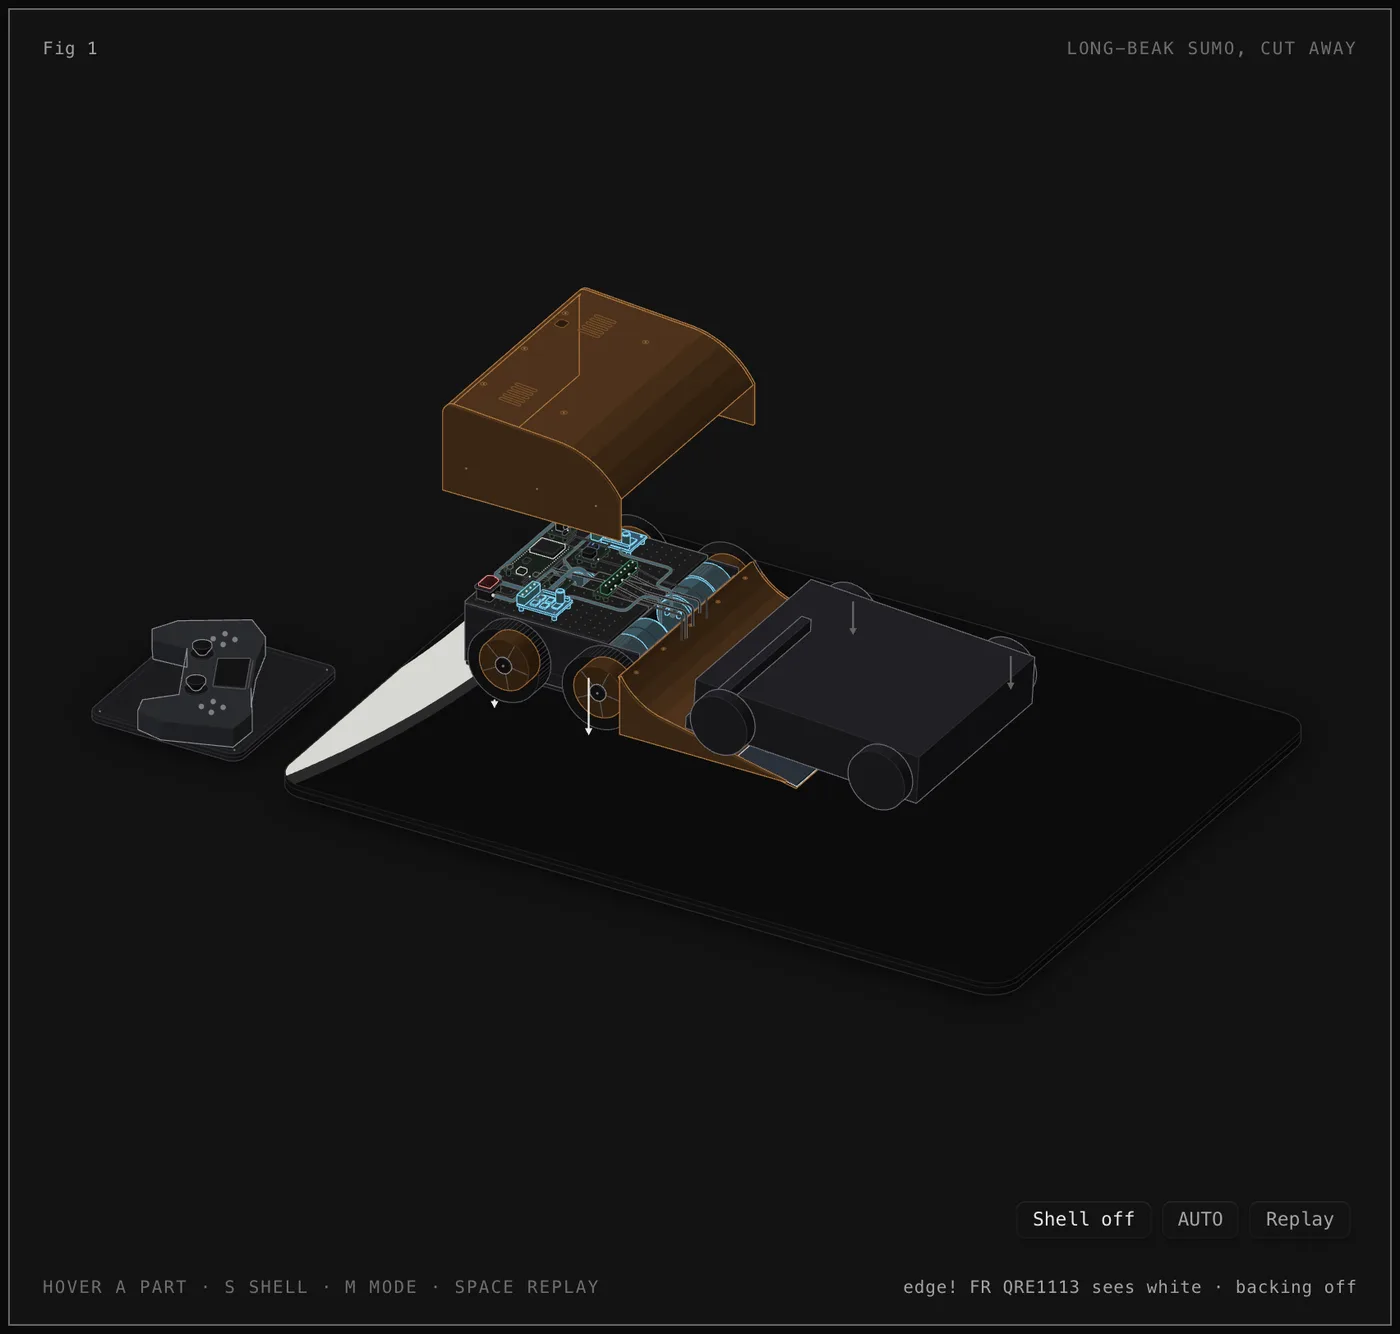 Fig 1
LONG-BEAK SUMO, CUT AWAY
Shell off
AUTO
Replay
HOVER A PART · S SHELL · M MODE · SPACE REPLAY
edge! FR QRE1113 sees white · backing off